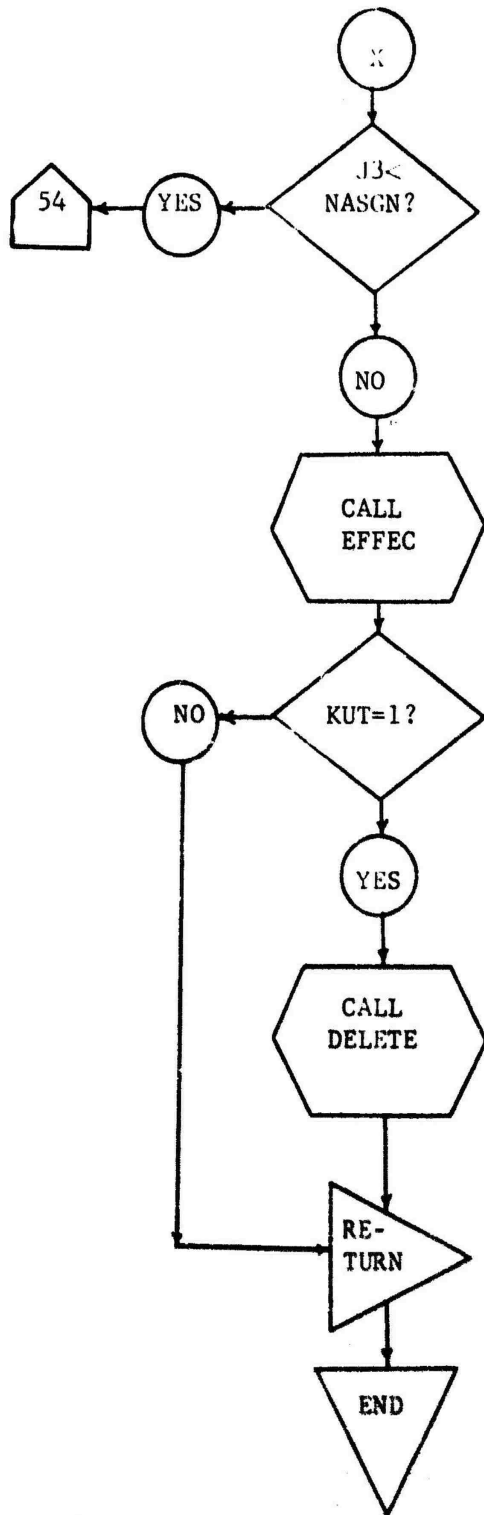 X
J3<
NASGN?
YES
54
NO
CALL
EFFEC
KUT=1?
NO
YES
CALL
DELETE
RE-
TURN
END